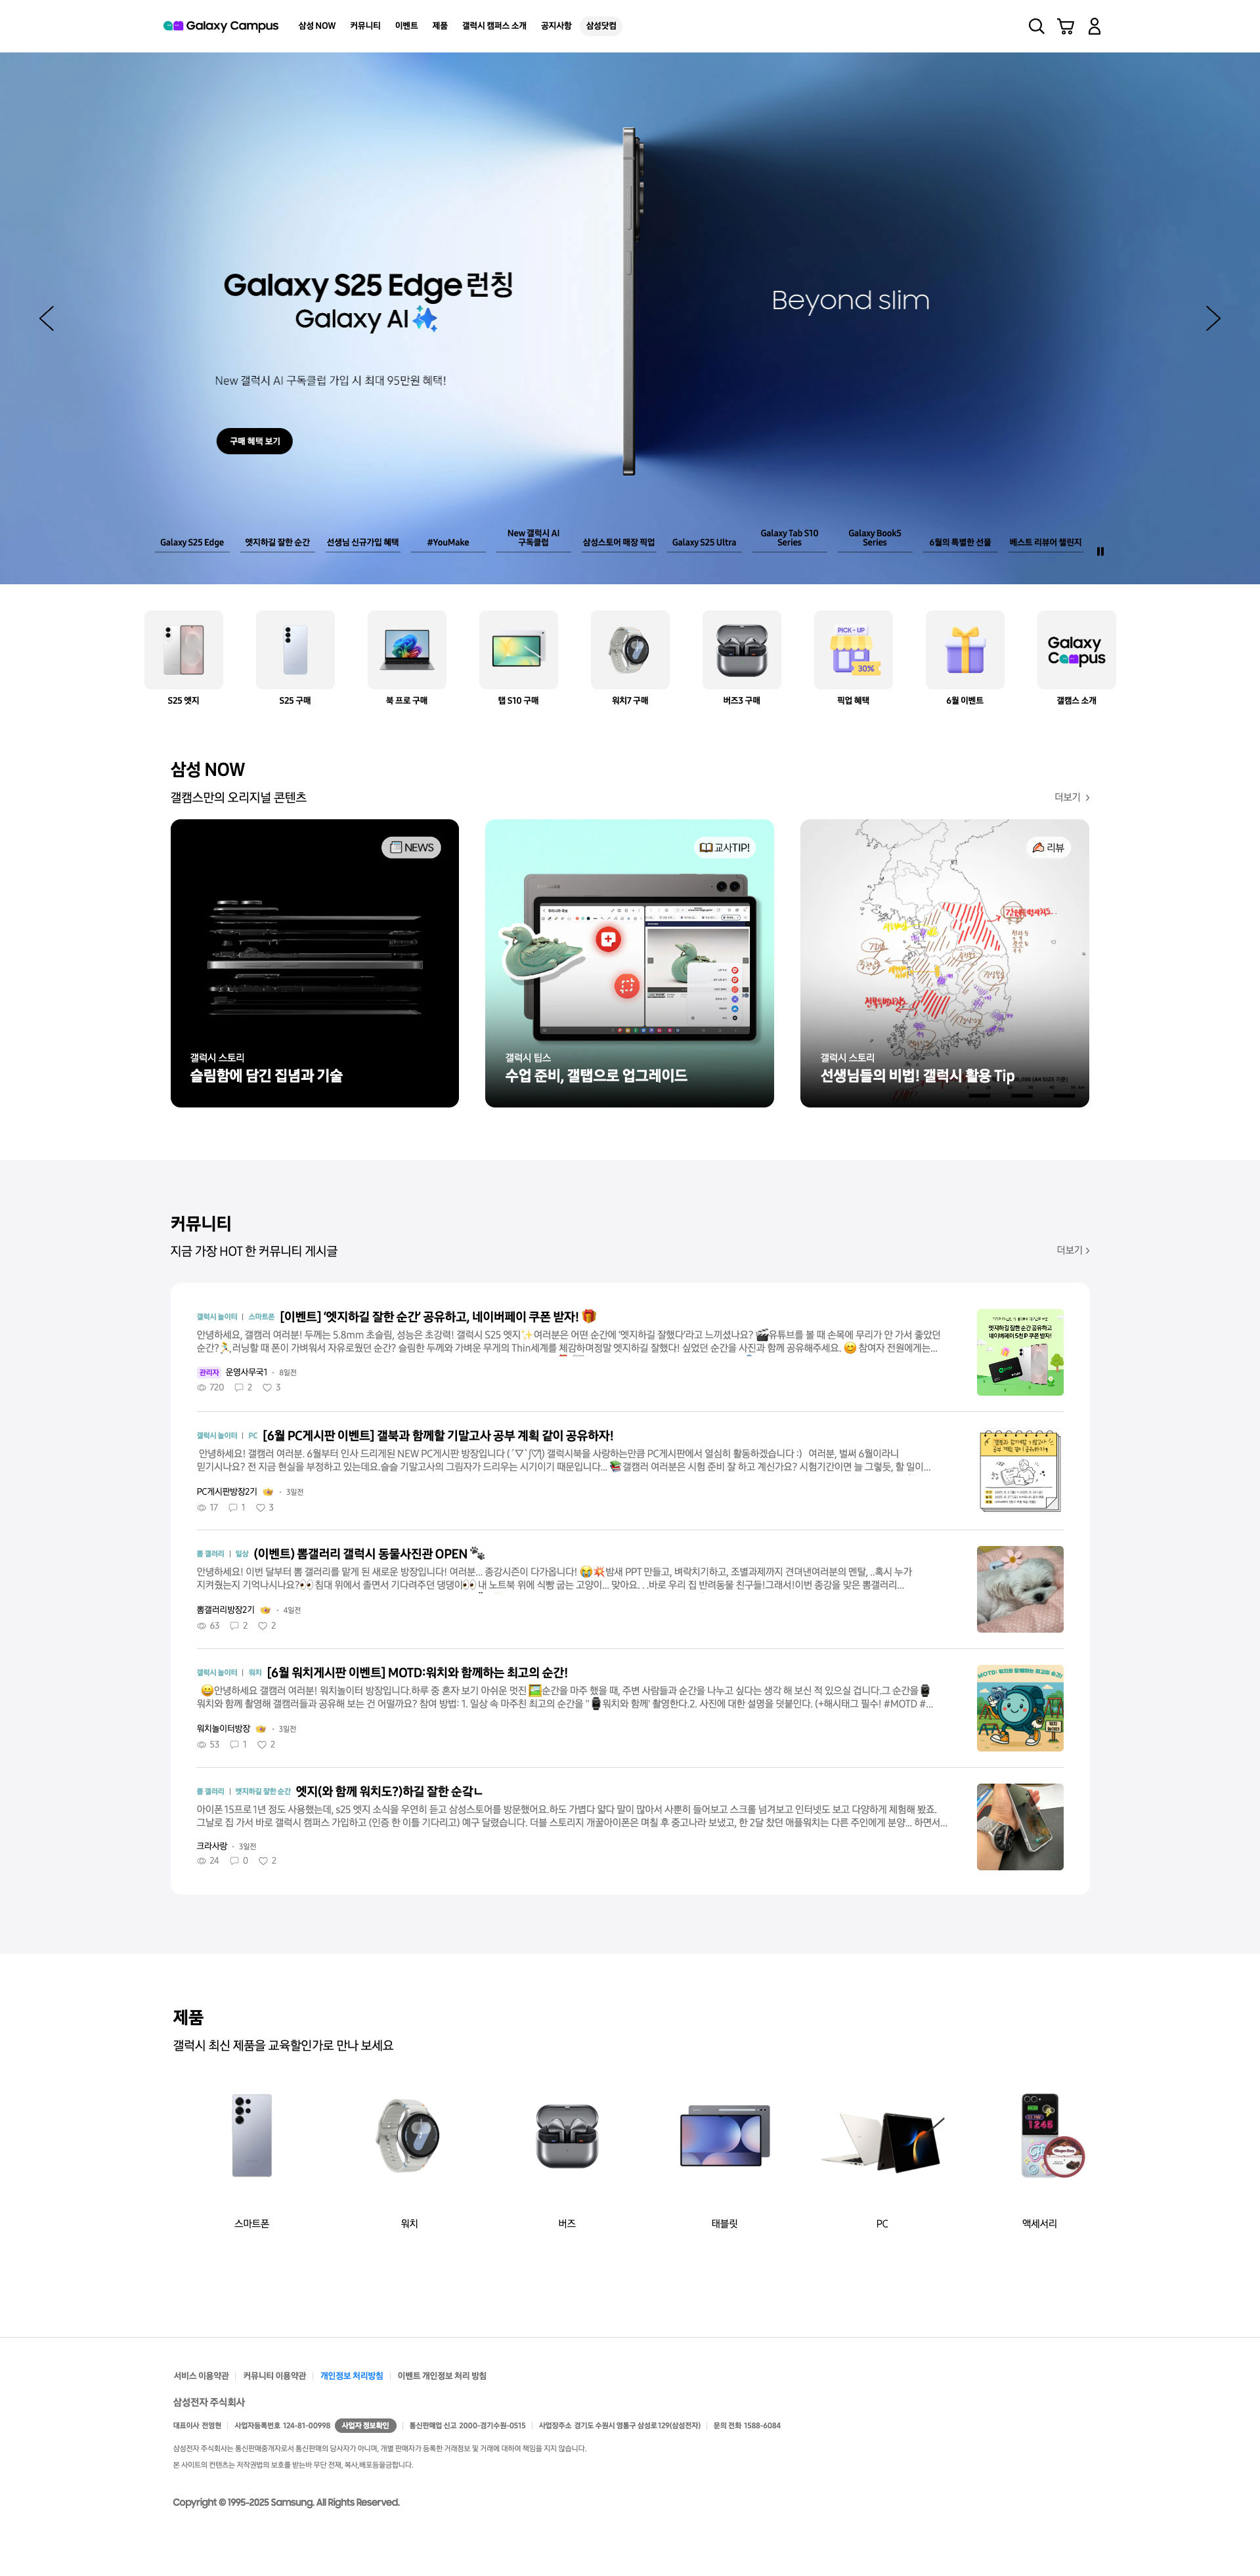 Galaxy Campus
삼성 NOW 커뮤니티 이벤트 제품 갤럭시 캠퍼스 소개 공지사항 삼성닷컴
Galaxy S25 Edge 런칭
Galaxy AI
Beyond slim
New 갤럭시 AI 구독클럽 가입 시 최대 95만원 혜택!
구매 혜택 보기
Galaxy S25 Edge
엣지하길 잘한 순간
선생님 신규가입 혜택
#YouMake
New 갤럭시 AI
구독클럽
삼성스토어 매장 픽업
Galaxy S25 Ultra
Galaxy Tab S10
Series
Galaxy Book5
Series
6월의 특별한 선물
베스트 리뷰어 챌린지
PICK-UP
30%
Galaxy
Campus
S25 엣지
S25 구매
북 프로 구매
탭 S10 구매
워치7 구매
버즈3 구매
픽업 혜택
6월 이벤트
갤캠스 소개
삼성 NOW
갤캠스만의 오리지널 콘텐츠
더보기
NEWS
갤럭시 스토리
슬림함에 담긴 집념과 기술
교사TIP!
갤럭시 팁스
수업 준비, 갤탭으로 업그레이드
리뷰
갤럭시 스토리
선생님들의 비법! 갤럭시 활용 Tip
커뮤니티
지금 가장 HOT 한 커뮤니티 게시글
더보기
갤럭시 놀이터 | 스마트폰 [이벤트] ‘엣지하길 잘한 순간’ 공유하고, 네이버페이 쿠폰 받자! 🎁
안녕하세요, 갤캠러 여러분! 두께는 5.8mm 초슬림, 성능은 초강력! 갤럭시 S25 엣지✨여러분은 어떤 순간에 ‘엣지하길 잘했다’라고 느끼셨나요? 🎬유튜브를 볼 때 손목에 무리가 안 가서 좋았던
순간?🏃러닝할 때 폰이 가벼워서 자유로웠던 순간? 슬림한 두께와 가벼운 무게의 Thin세계를 체감하며정말 엣지하길 잘했다! 싶었던 순간을 사진과 함께 공유해주세요. 😊 참여자 전원에게는...
관리자 운영사무국1 · 8일전
720 2 3
엣지하길 잘한 순간 공유하고
네이버페이 5천P 쿠폰 받자!
갤럭시 놀이터 | PC [6월 PC게시판 이벤트] 갤북과 함께할 기말고사 공부 계획 같이 공유하자!
안녕하세요! 갤캠러 여러분. 6월부터 인사 드리게된 NEW PC게시판 방장입니다 (´▽`ʃ♡ƪ) 갤럭시북을 사랑하는만큼 PC게시판에서 열심히 활동하겠습니다 :) 여러분, 벌써 6월이라니
믿기시나요? 전 지금 현실을 부정하고 있는데요.슬슬 기말고사의 그림자가 드리우는 시기이기 때문입니다... 📚갤캠러 여러분은 시험 준비 잘 하고 계신가요? 시험기간이면 늘 그렇듯, 할 일이...
PC게시판방장2기 · 3일전
17 1 3
뽐 갤러리 | 일상 (이벤트) 뽐갤러리 갤럭시 동물사진관 OPEN 🐾
안녕하세요! 이번 달부터 뽐 갤러리를 맡게 된 새로운 방장입니다! 여러분... 종강시즌이 다가옵니다! 😭💥밤새 PPT 만들고, 벼락치기하고, 조별과제까지 견뎌낸여러분의 멘탈, ..혹시 누가
지켜줬는지 기억나시나요?👀 침대 위에서 졸면서 기다려주던 댕댕이👀 내 노트북 위에 식빵 굽는 고양이... 맞아요. . .바로 우리 집 반려동물 친구들!그래서!이번 종강을 맞은 뽐갤러리...
뽐갤러리방장2기 · 4일전
63 2 2
갤럭시 놀이터 | 워치 [6월 워치게시판 이벤트] MOTD:워치와 함께하는 최고의 순간!
😀안녕하세요 갤캠러 여러분! 워치놀이터 방장입니다.하루 중 혼자 보기 아쉬운 멋진 🖼️순간을 마주 했을 때, 주변 사람들과 순간을 나누고 싶다는 생각 해 보신 적 있으실 겁니다.그 순간을⌚
워치와 함께 촬영해 갤캠러들과 공유해 보는 건 어떨까요? 참여 방법: 1. 일상 속 마주친 최고의 순간을 "⌚워치와 함께' 촬영한다.2. 사진에 대한 설명을 덧붙인다. (+해시태그 필수! #MOTD #...
워치놀이터방장 · 3일전
53 1 2
MOTD: 워치와 함께하는 최고의 순간!
뽐 갤러리 | 엣지하길 잘한 순간 엣지(와 함께 워치도?)하길 잘한 순갘ㄴ
아이폰 15프로 1년 정도 사용했는데, s25 엣지 소식을 우연히 듣고 삼성스토어를 방문했어요.하도 가볍다 얇다 말이 많아서 사뿐히 들어보고 스크롤 넘겨보고 인터넷도 보고 다양하게 체험해 봤죠.
그날로 집 가서 바로 갤럭시 캠퍼스 가입하고 (인증 한 이틀 기다리고) 예구 달렸습니다. 더블 스토리지 개꿀아이폰은 며칠 후 중고나라 보냈고, 한 2달 찼던 애플워치는 다른 주인에게 분양... 하면서...
크라사랑 · 3일전
24 0 2
제품
갤럭시 최신 제품을 교육할인가로 만나 보세요
스마트폰
워치
버즈
태블릿
PC
액세서리
서비스 이용약관 | 커뮤니티 이용약관 | 개인정보 처리방침 | 이벤트 개인정보 처리 방침
삼성전자 주식회사
대표이사 전영현 | 사업자등록번호 124-81-00998 사업자 정보확인 | 통신판매업 신고 2000-경기수원-0515 | 사업장주소 경기도 수원시 영통구 삼성로129(삼성전자) | 문의 전화 1588-6084
삼성전자 주식회사는 통신판매중개자로서 통신판매의 당사자가 아니며, 개별 판매자가 등록한 거래정보 및 거래에 대하여 책임을 지지 않습니다.
본 사이트의 컨텐츠는 저작권법의 보호를 받는바 무단 전재, 복사,배포등을금합니다.
Copyright © 1995-2025 Samsung. All Rights Reserved.